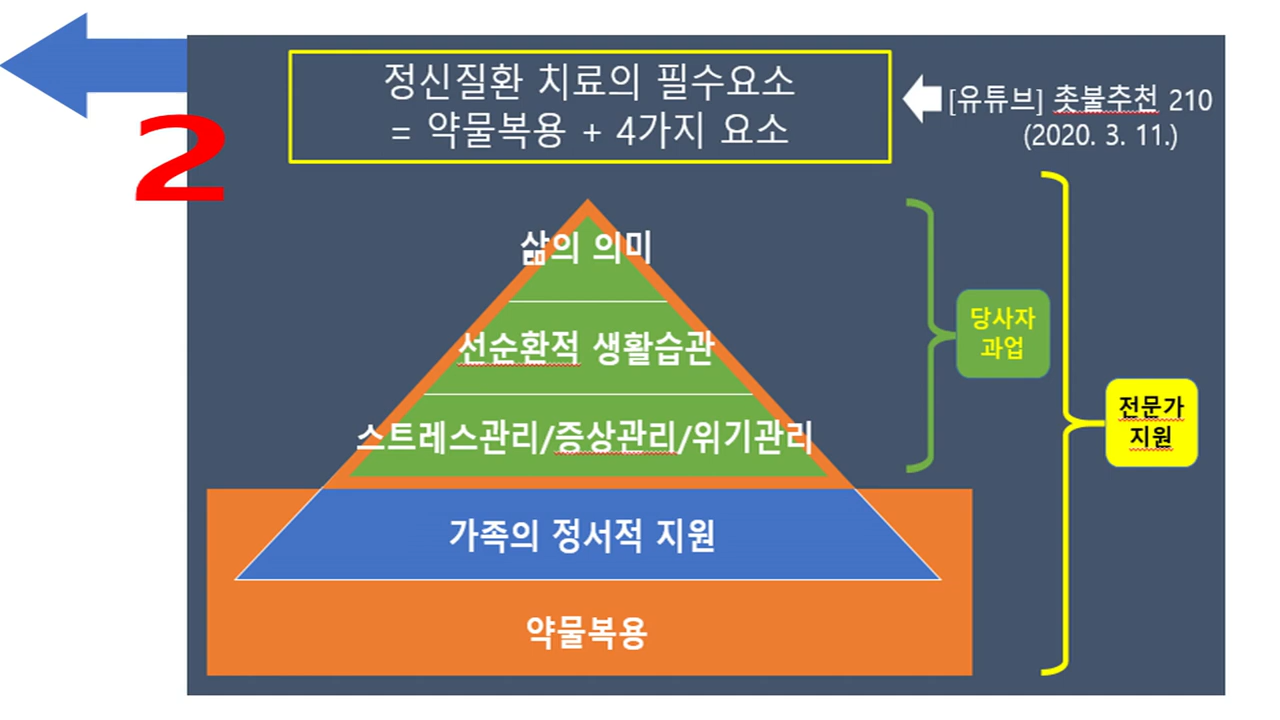 2
정신질환 치료의 필수요소
= 약물복용 + 4가지 요소
[유튜브] 촛불추천 210
(2020. 3. 11.)
삶의 의미
선순환적 생활습관
스트레스관리/증상관리/위기관리
가족의 정서적 지원
약물복용
당사자
과업
전문가
지원